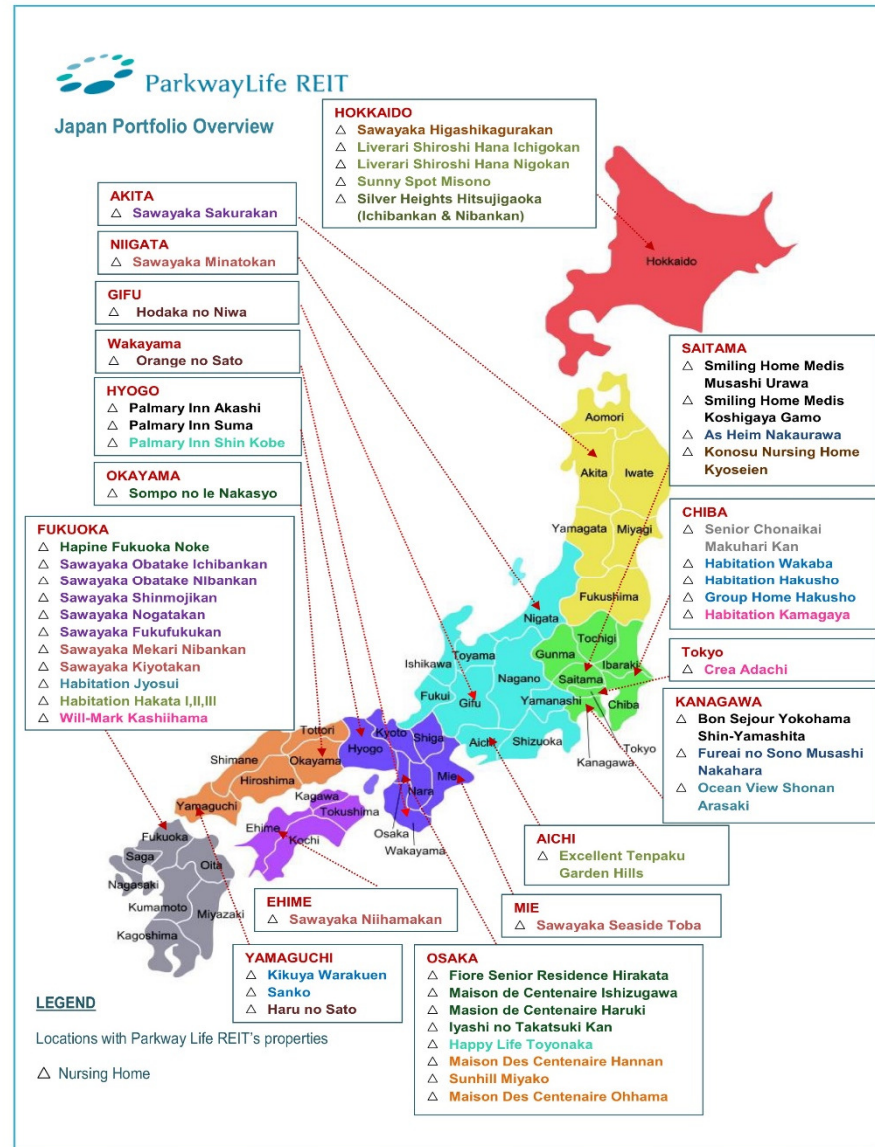 ParkwayLife REIT
Japan Portfolio Overview
HOKKAIDO
△ Sawayaka Higashikagurakan
△ Liverari Shiroshi Hana Ichigokan
△ Liverari Shiroshi Hana Nigokan
△ Sunny Spot Misono
△ Silver Heights Hitsujigaoka
(Ichibankan & Nibankan)
AKITA
△ Sawayaka Sakurakan
NIIGATA
△ Sawayaka Minatokan
GIFU
△ Hodaka no Niwa
Wakayama
△ Orange no Sato
HYOGO
△ Palmary Inn Akashi
△ Palmary Inn Suma
△ Palmary Inn Shin Kobe
OKAYAMA
△ Sompo no Ie Nakasyo
FUKUOKA
△ Hapine Fukuoka Noke
△ Sawayaka Obatake Ichibankan
△ Sawayaka Obatake NIbankan
△ Sawayaka Shinmojikan
△ Sawayaka Nogatakan
△ Sawayaka Fukufukukan
△ Sawayaka Mekari Nibankan
△ Sawayaka Kiyotakan
△ Habitation Jyosui
△ Habitation Hakata I,II,III
△ Will-Mark Kashiihama
SAITAMA
△ Smiling Home Medis
Musashi Urawa
△ Smiling Home Medis
Koshigaya Gamo
△ As Heim Nakaurawa
△ Konosu Nursing Home
Kyoseien
CHIBA
△ Senior Chonaikai
Makuhari Kan
△ Habitation Wakaba
△ Habitation Hakusho
△ Group Home Hakusho
△ Habitation Kamagaya
Tokyo
△ Crea Adachi
KANAGAWA
△ Bon Sejour Yokohama
Shin-Yamashita
△ Fureai no Sono Musashi
Nakahara
△ Ocean View Shonan
Arasaki
AICHI
△ Excellent Tenpaku
Garden Hills
MIE
△ Sawayaka Seaside Toba
EHIME
△ Sawayaka Niihamakan
YAMAGUCHI
△ Kikuya Warakuen
△ Sanko
△ Haru no Sato
OSAKA
△ Fiore Senior Residence Hirakata
△ Maison de Centenaire Ishizugawa
△ Masion de Centenaire Haruki
△ Iyashi no Takatsuki Kan
△ Happy Life Toyonaka
△ Maison Des Centenaire Hannan
△ Sunhill Miyako
△ Maison Des Centenaire Ohhama
Hokkaido
Aomori
Akita
Iwate
Yamagata
Miyagi
Fukushima
Nigata
Tochigi
Gunma
Ibaraki
Toyama
Ishikawa
Nagano
Saitama
Fukui
Gifu
Yamanashi
Chiba
Aichi
Shizuoka
Tokyo
Kanagawa
Tottori
Kyoto
Shiga
Hyogo
Shimane
Okayama
Hiroshima
Mie
Nara
Kagawa
Yamaguchi
Tokushima
Osaka
Ehime
Kochi
Wakayama
Fukuoka
Saga
Oita
Nagasaki
Kumamoto
Miyazaki
Kagoshima
LEGEND
Locations with Parkway Life REIT's properties
△ Nursing Home